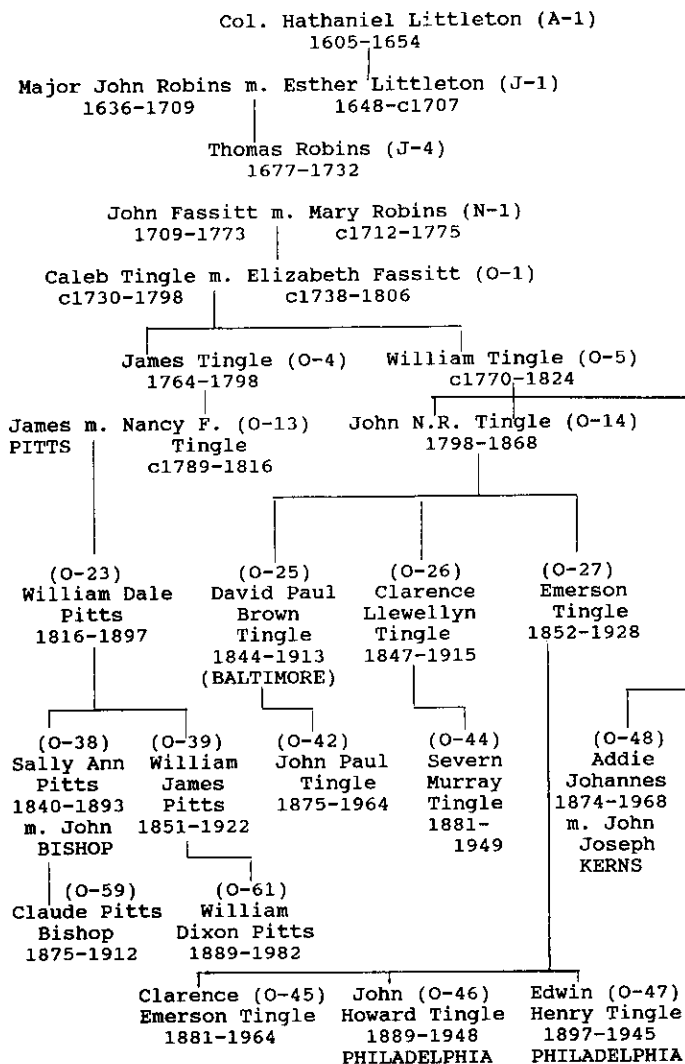 Col. Hathaniel Littleton (A-1)
1605-1654
Major John Robins m. Esther Littleton (J-1)
1636-1709 1648-c1707
Thomas Robins (J-4)
1677-1732
John Fassitt m. Mary Robins (N-1)
1709-1773 c1712-1775
Caleb Tingle m. Elizabeth Fassitt (O-1)
c1730-1798 c1738-1806
James Tingle (O-4) William Tingle (O-5)
1764-1798 c1770-1824
James m. Nancy F. (O-13) John N.R. Tingle (O-14)
PITTS Tingle 1798-1868
c1789-1816
(O-23) (O-25) (O-26) (O-27)
William Dale David Paul Clarence Emerson
Pitts Brown Llewellyn Tingle
1816-1897 Tingle Tingle 1852-1928
1844-1913 1847-1915
(BALTIMORE)
(O-38) (O-39) (O-42) (O-44) (O-48)
Sally Ann William John Paul Severn Addie
Pitts James Tingle Murray Johannes
1840-1893 Pitts 1875-1964 Tingle 1874-1968
m. John 1851-1922 1881- m. John
BISHOP 1949 Joseph
KERNS
(O-59) (O-61)
Claude Pitts William
Bishop Dixon Pitts
1875-1912 1889-1982
Clarence (O-45) John (O-46) Edwin (O-47)
Emerson Tingle Howard Tingle Henry Tingle
1881-1964 1889-1948 1897-1945
PHILADELPHIA PHILADELPHIA